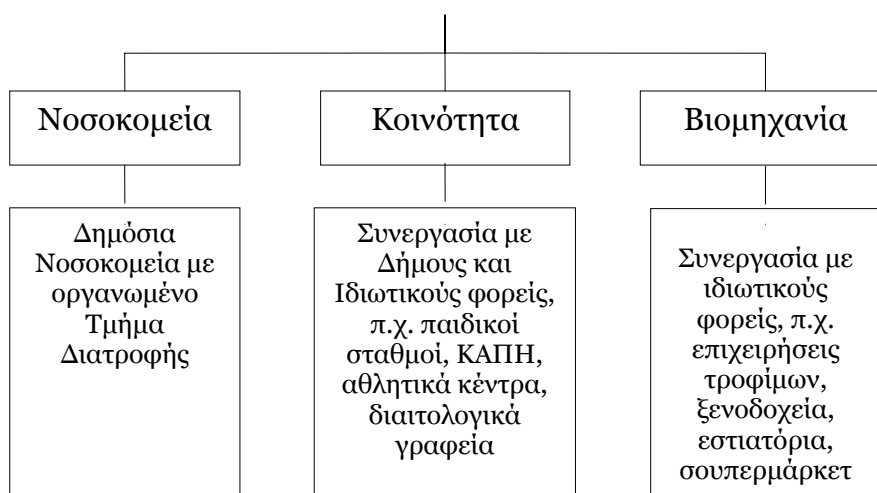 Νοσοκομεία
Κοινότητα
Βιομηχανία
Δημόσια
Νοσοκομεία με
οργανωμένο
Τμήμα
Διατροφής
Συνεργασία με
Δήμους και
Ιδιωτικούς φορείς,
π.χ. παιδικοί
σταθμοί, ΚΑΠΗ,
αθλητικά κέντρα,
διαιτολογικά
γραφεία
Συνεργασία με
ιδιωτικούς
φορείς, π.χ.
επιχειρήσεις
τροφίμων,
ξενοδοχεία,
εστιατόρια,
σουπερμάρκετ